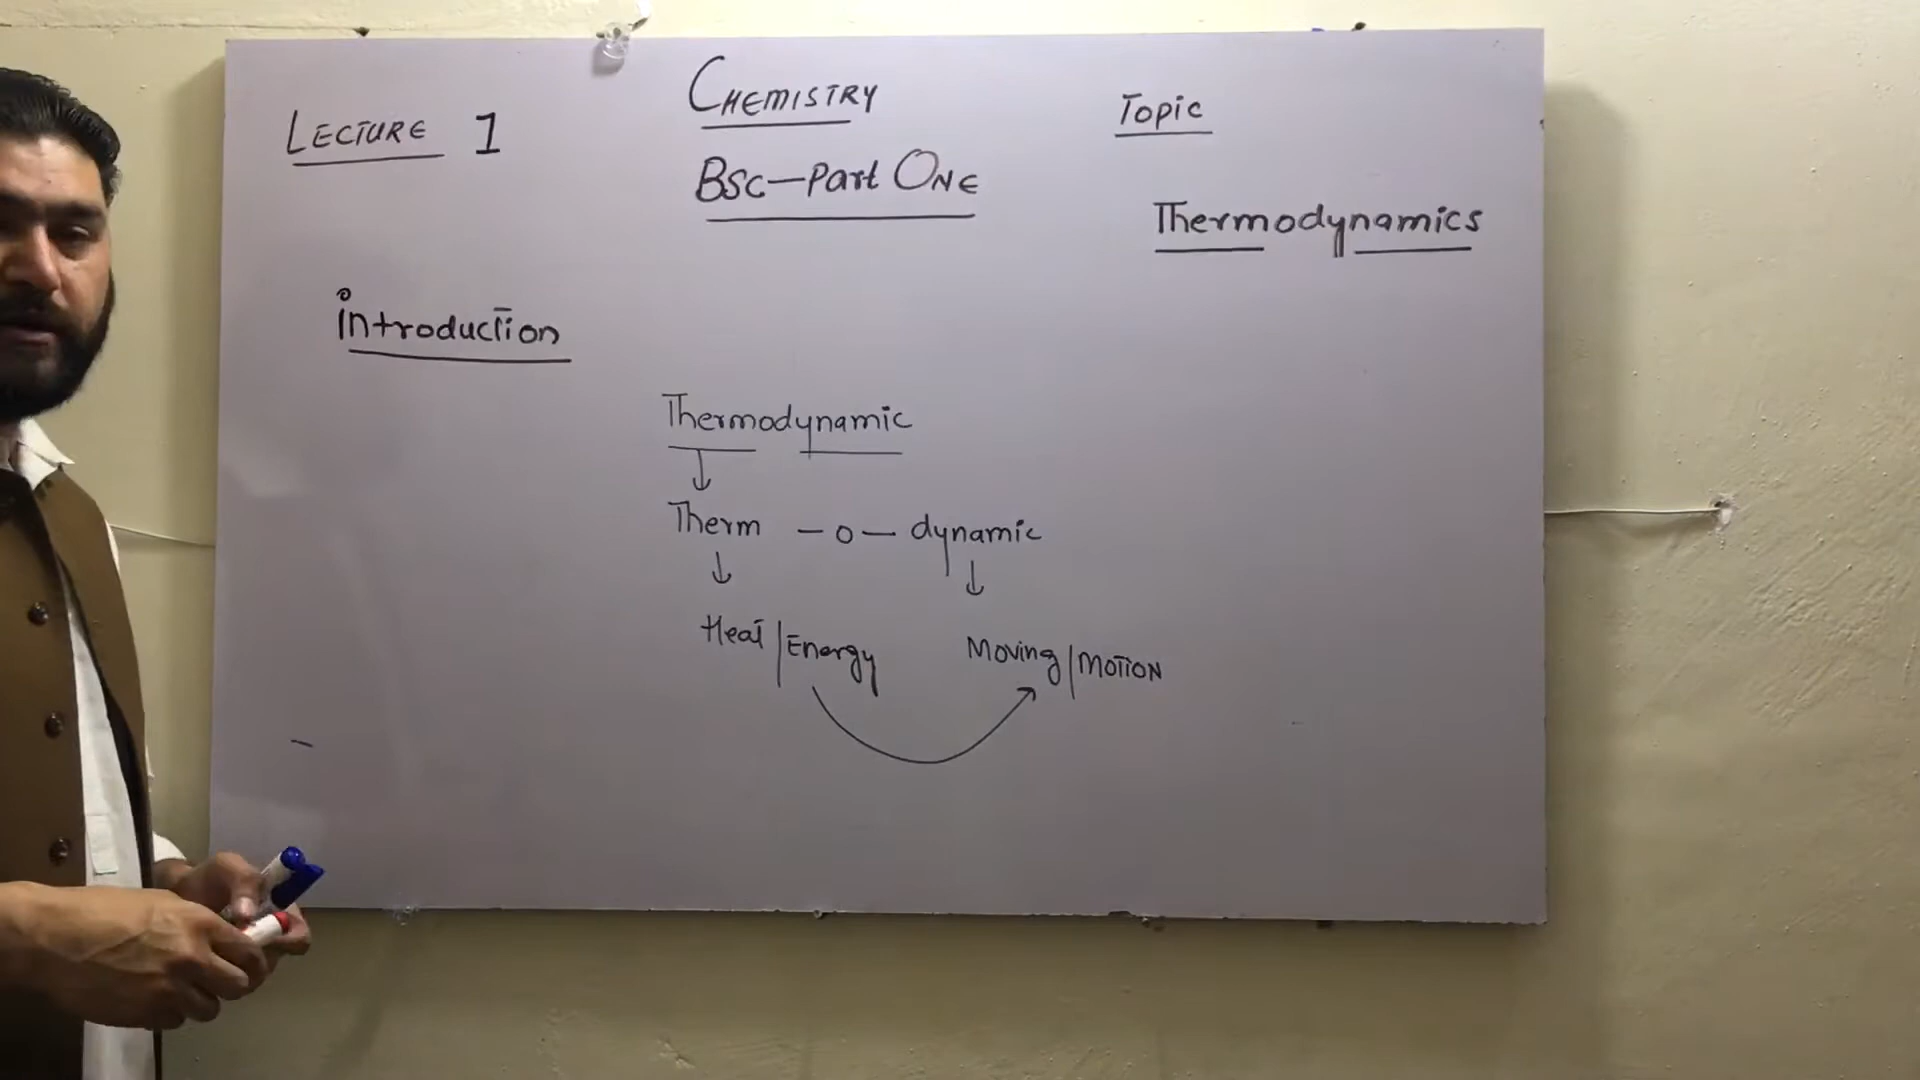 LECTURE 1
CHEMISTRY
BSC-Part ONE
Topic
Thermodynamics
introduction
Thermodynamic
Therm - o - dynamic
Heat/Energy
Moving/MOTION